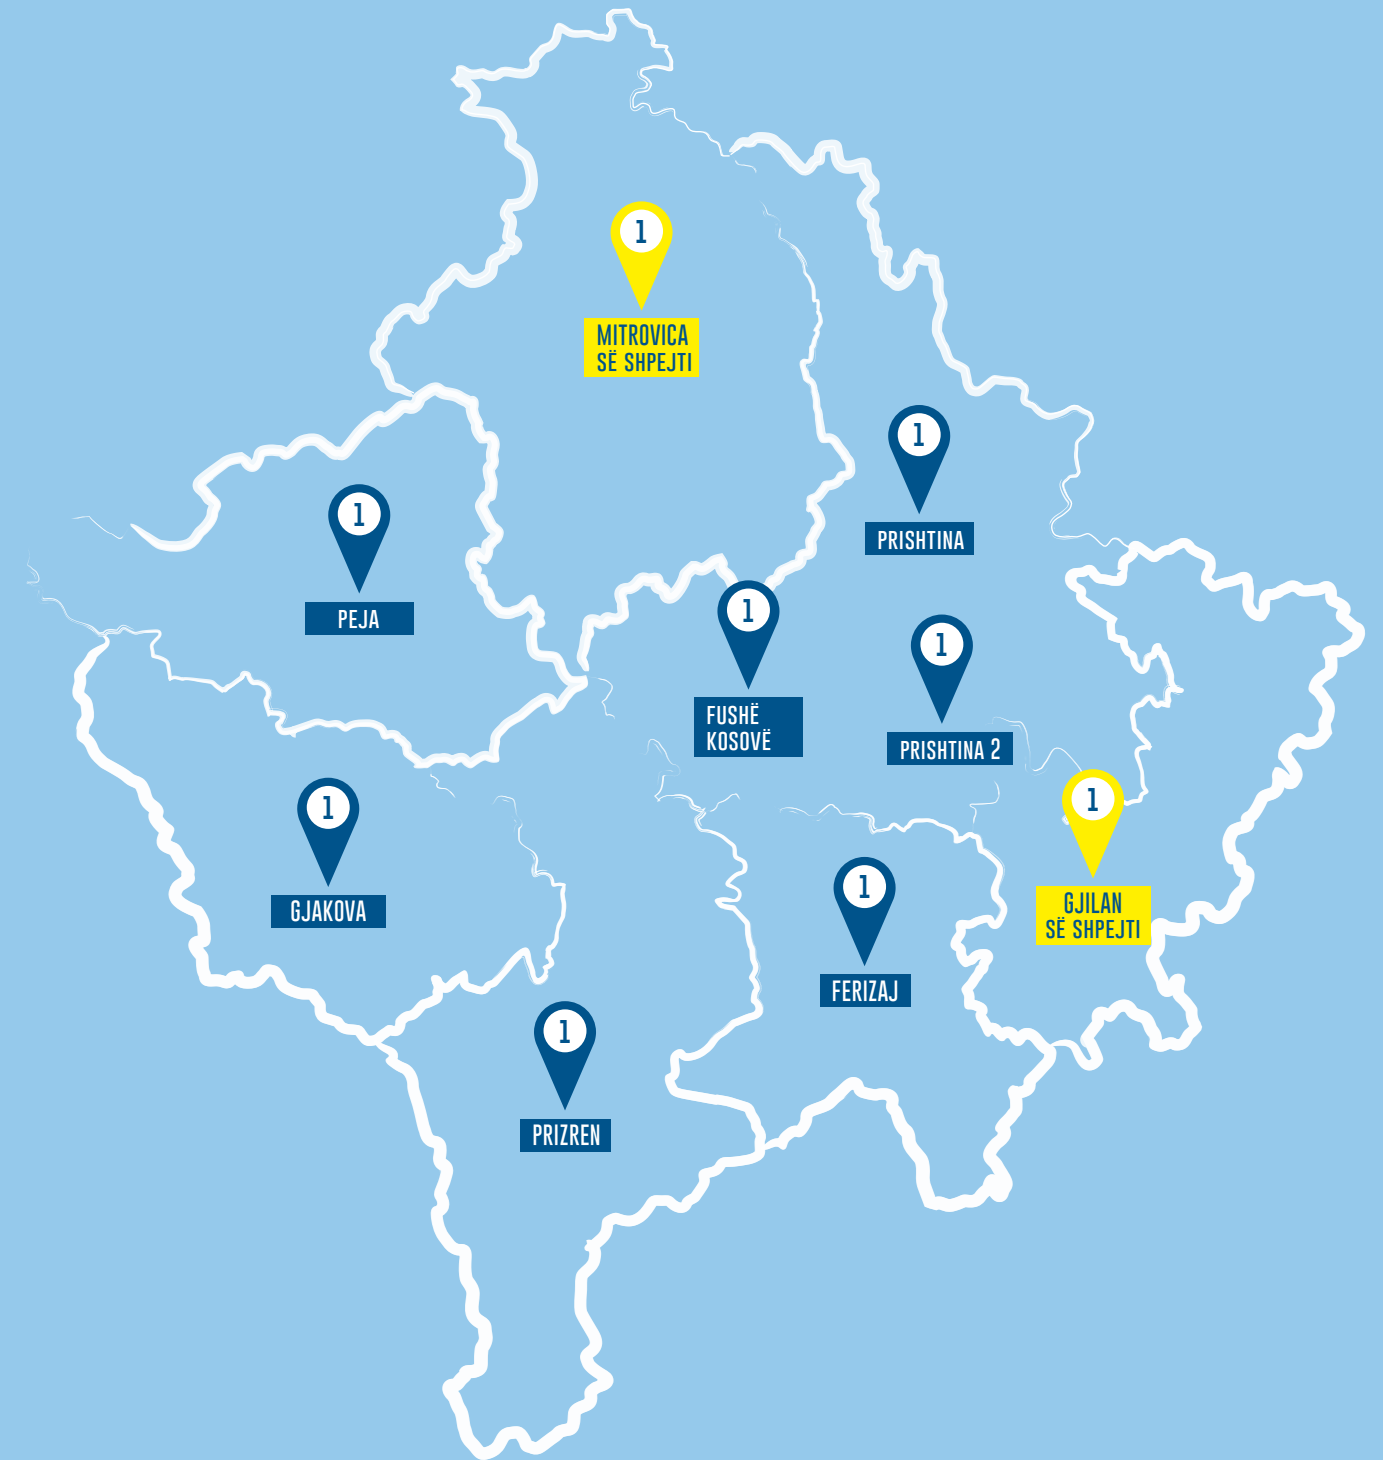 1
MITROVICA
SË SHPEJTI
1
PRISHTINA
1
PEJA
1
FUSHË
KOSOVË
1
PRISHTINA 2
1
GJILAN
SË SHPEJTI
1
GJAKOVA
1
FERIZAJ
1
PRIZREN